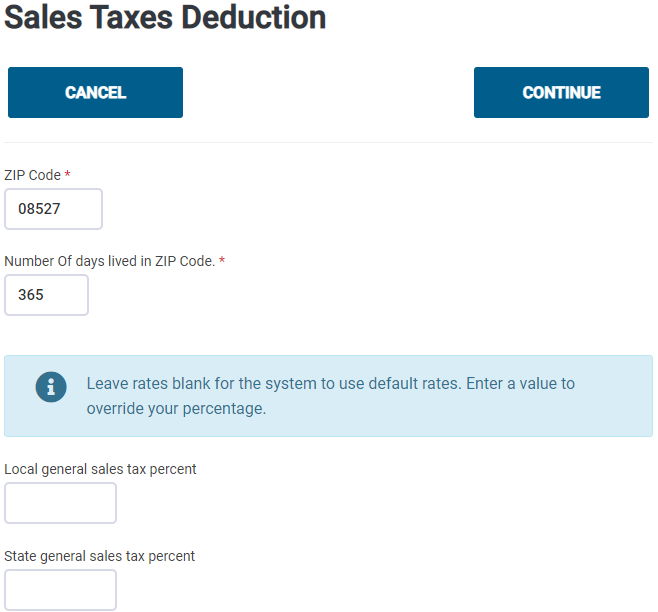 Sales Taxes Deduction
CANCEL
CONTINUE
ZIP Code *
08527
Number Of days lived in ZIP Code. *
365
Leave rates blank for the system to use default rates. Enter a value to
override your percentage.
Local general sales tax percent
State general sales tax percent